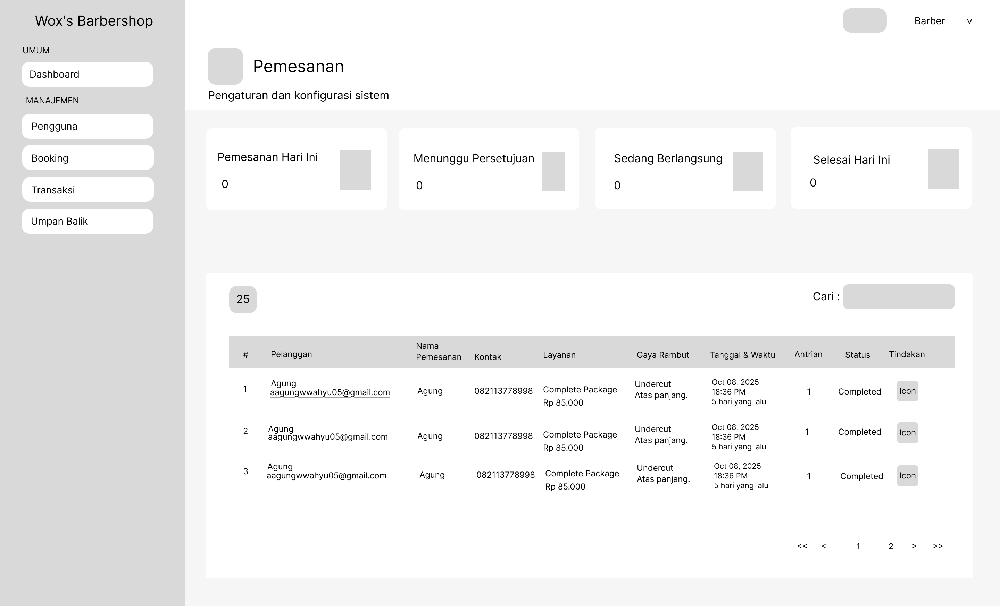 Wox's Barbershop
UMUM
Dashboard
MANAJEMEN
Pengguna
Booking
Transaksi
Umpan Balik
Barber v
Pemesanan
Pengaturan dan konfigurasi sistem
Pemesanan Hari Ini
0
Menunggu Persetujuan
0
Sedang Berlangsung
0
Selesai Hari Ini
0
25
Cari :
# Pelanggan Nama Pemesanan Kontak Layanan Gaya Rambut Tanggal & Waktu Antrian Status Tindakan
1
Agung
aagungwwahyu05@gmail.com
Agung
082113778998
Complete Package
Rp 85.000
Undercut
Atas panjang.
Oct 08, 2025
18:36 PM
5 hari yang lalu
1
Completed
Icon
2
Agung
aagungwwahyu05@gmail.com
Agung
082113778998
Complete Package
Rp 85.000
Undercut
Atas panjang.
Oct 08, 2025
18:36 PM
5 hari yang lalu
1
Completed
Icon
3
Agung
aagungwwahyu05@gmail.com
Agung
082113778998
Complete Package
Rp 85.000
Undercut
Atas panjang.
Oct 08, 2025
18:36 PM
5 hari yang lalu
1
Completed
Icon
<< < 1 2 > >>